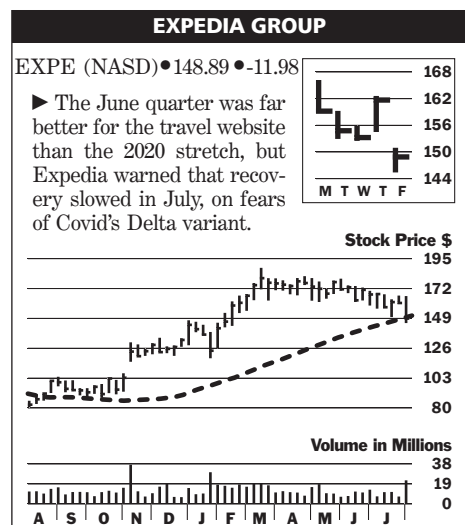 EXPEDIA GROUP
EXPE (NASD)●148.89 ●-11.98
► The June quarter was far
better for the travel website
than the 2020 stretch, but
Expedia warned that recov-
ery slowed in July, on fears
of Covid's Delta variant.
168
162
156
150
144
M T W T F
Stock Price $
195
172
149
126
103
80
Volume in Millions
38
19
0
A S O N D J F M A M J J